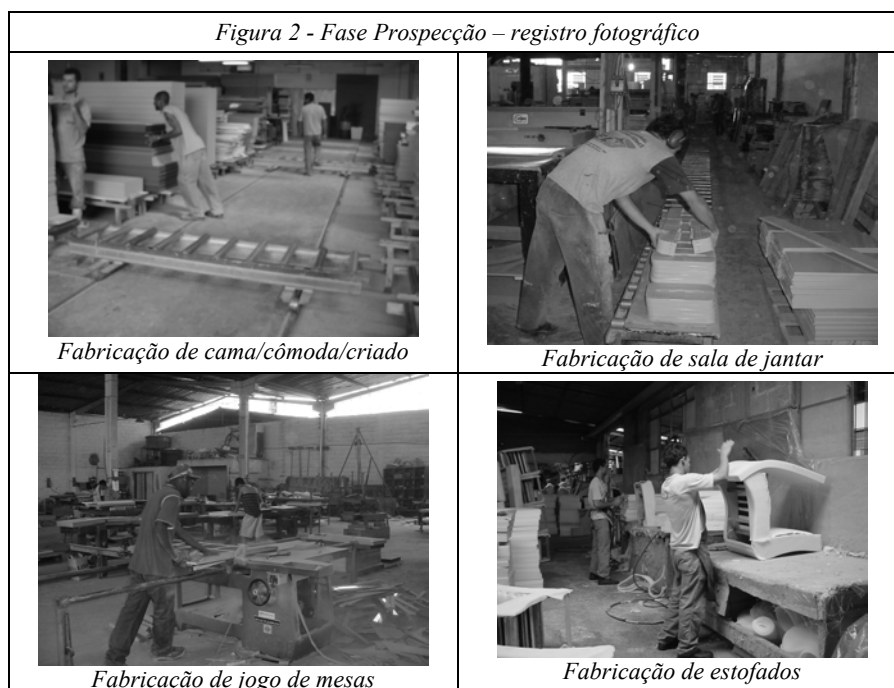 Figura 2 - Fase Prospecção – registro fotográfico
Fabricação de cama/cômoda/criado
Fabricação de sala de jantar
Fabricação de jogo de mesas
Fabricação de estofados